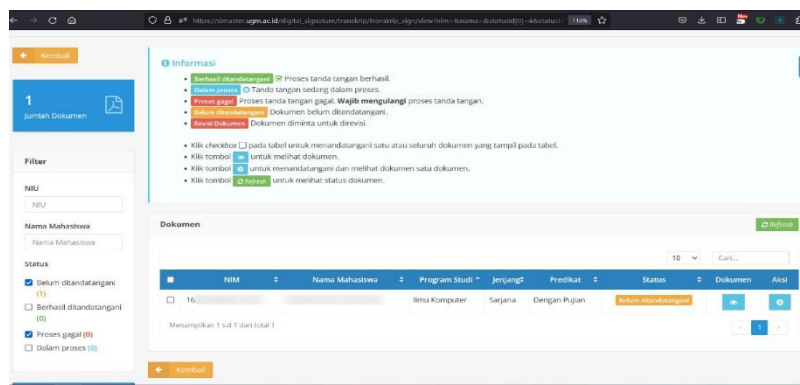 https://simaster.ugm.ac.id/digital_signature/transkrip/transkrip_sign/view?nim=&nama=&statusId[0]=4&status
110%
Kembali
1
Jumlah Dokumen
Informasi
Berhasil ditandatangani Proses tanda tangan berhasil.
Dalam proses Tanda tangan sedang dalam proses.
Proses gagal Proses tanda tangan gagal. Wajib mengulangi proses tanda tangan.
Belum ditandatangani Dokumen belum ditandatangani.
Revisi Dokumen Dokumen diminta untuk direvisi.
Klik checkbox pada tabel untuk menandatangani satu atau seluruh dokumen yang tampil pada tabel.
Klik tombol untuk melihat dokumen.
Klik tombol untuk menandatangani dan melihat dokumen satu dokumen.
Klik tombol Refresh untuk melihat status dokumen.
Filter
NIU
NIU
Nama Mahasiswa
Nama Mahasiswa
Status
Belum ditandatangani (1)
Berhasil ditandatangani (0)
Proses gagal (0)
Dalam proses (0)
Dokumen
Refresh
10
Cari...
NIM Nama Mahasiswa Program Studi Jenjang Predikat Status Dokumen Aksi
16 Ilmu Komputer Sarjana Dengan Pujian Belum ditandatangani
Menampilkan 1 sd 1 dari total 1
1
Kembali